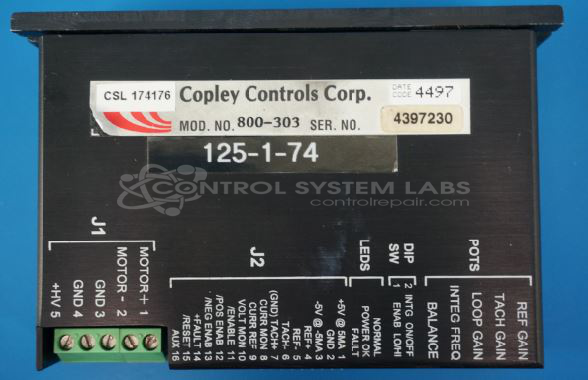 CSL 174176
Copley Controls Corp.
DATE CODE 4497
MOD. NO. 800-303 SER. NO. 4397230
125-1-74
CONTROL SYSTEM LABS
controlrepair.com
J1
MOTOR+ 1
MOTOR- 2
GND 3
GND 4
+HV 5
J2
+5V @ 5MA 1
GND 2
-5V @ -5MA 3
REF+ 4
REF- 5
TACH- 6
(GND) TACH+ 7
CURR MON 8
CURR REF 9
VOLT MON 10
/ENABLE 11
/POS ENAB 12
/NEG ENAB 13
+FAULT 14
/RESET 15
AUX 16
LEDS
NORMAL
POWER OK
FAULT
DIP SW
2 INTG ON/OFF
1 ENAB LO/HI
POTS
REF GAIN
TACH GAIN
LOOP GAIN
INTEG FREQ
BALANCE